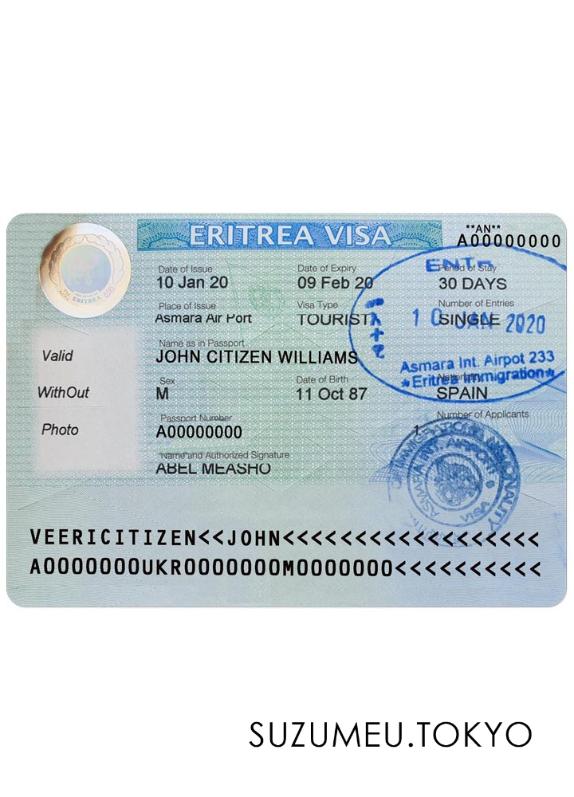 ERITREA VISA
**AN**
A00000000
Date of Issue
10 Jan 20
Date of Expiry
09 Feb 20
Period of Stay
30 DAYS
Place of Issue
Asmara Air Port
Visa Type
TOURIST
Number of Entries
SINGLE
Name as in Passport
JOHN CITIZEN WILLIAMS
Valid
WithOut
Photo
Sex
M
Date of Birth
11 Oct 87
SPAIN
Passport Number
A00000000
Number of Applicants
1
Name and Authorized Signature
ABEL MEASHO
10 JAN 2020
Asmara Int. Airpot 233
*Eritrea immigration*
VEERICITIZEN<<JOHN<<<<<<<<<<<<<<<<<<<
A0000000UKR0000000M0000000<<<<<<<<<<
SUZUMEU.TOKYO